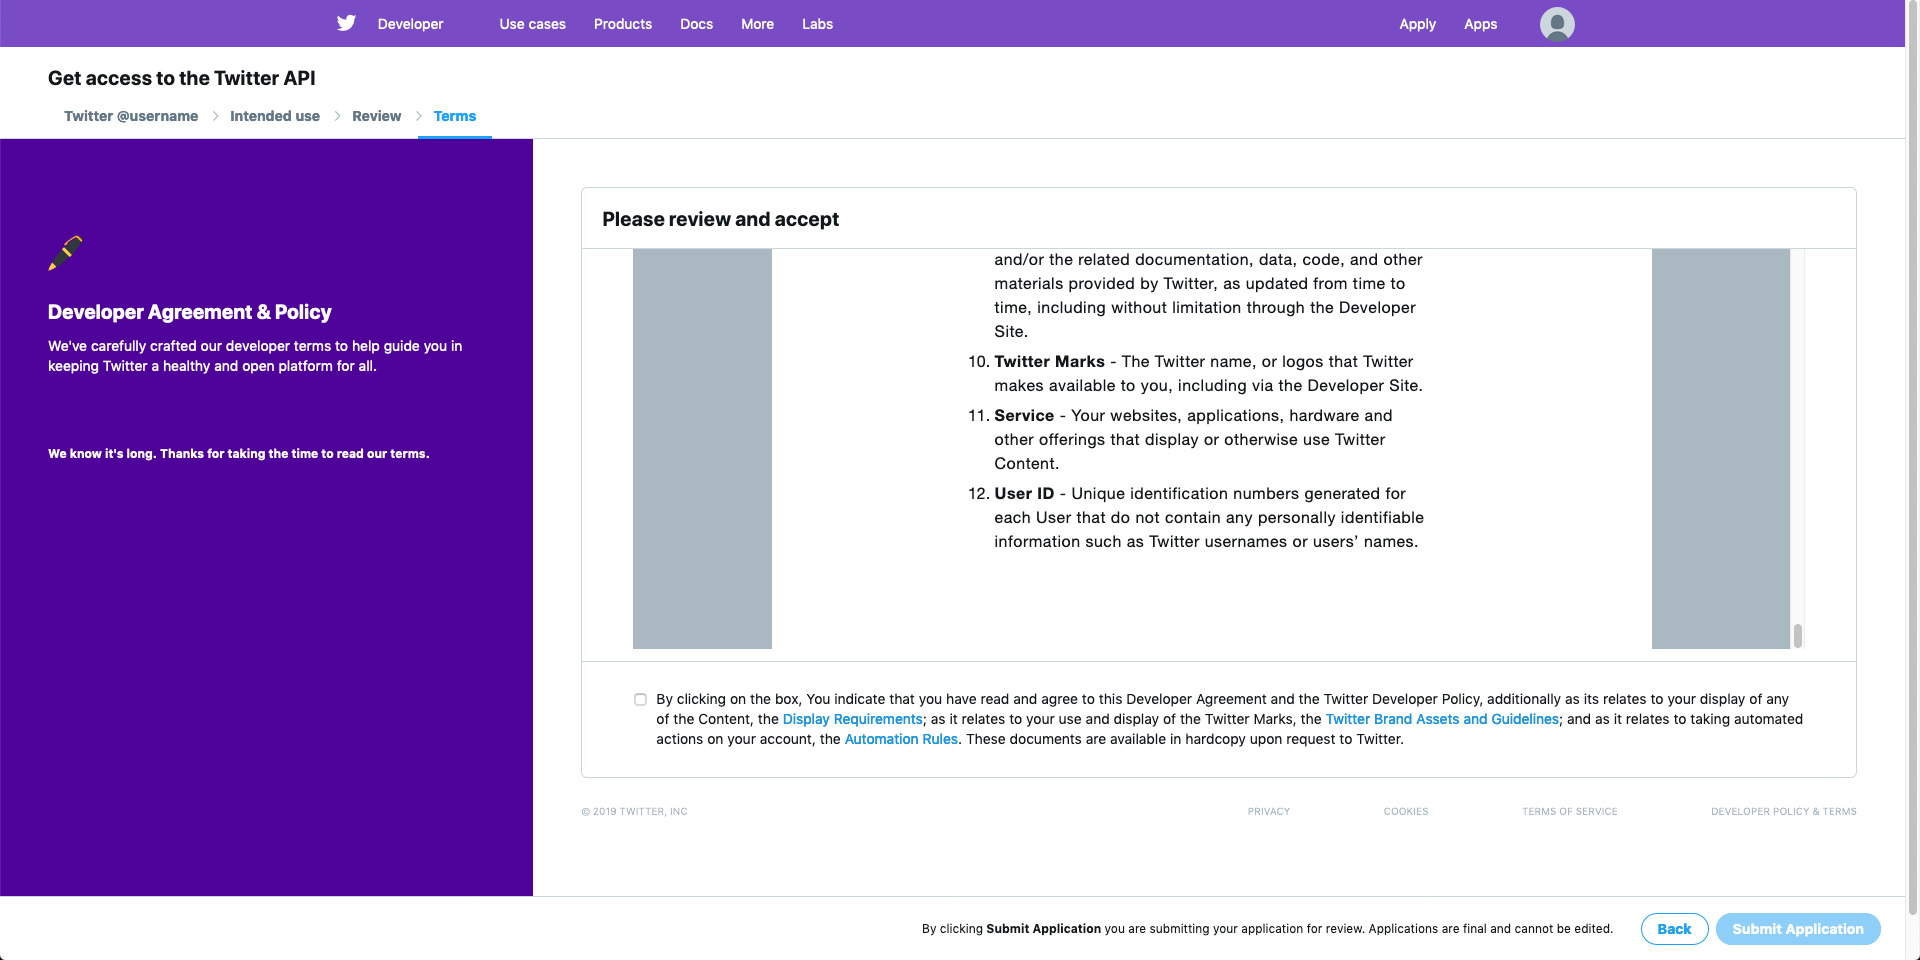 Developer Use cases Products Docs More Labs Apply Apps
Get access to the Twitter API
Twitter @username Intended use Review Terms
Developer Agreement & Policy
We've carefully crafted our developer terms to help guide you in
keeping Twitter a healthy and open platform for all.
We know it's long. Thanks for taking the time to read our terms.
Please review and accept
and/or the related documentation, data, code, and other
materials provided by Twitter, as updated from time to
time, including without limitation through the Developer
Site.
10. Twitter Marks - The Twitter name, or logos that Twitter
makes available to you, including via the Developer Site.
11. Service - Your websites, applications, hardware and
other offerings that display or otherwise use Twitter
Content.
12. User ID - Unique identification numbers generated for
each User that do not contain any personally identifiable
information such as Twitter usernames or users’ names.
By clicking on the box, You indicate that you have read and agree to this Developer Agreement and the Twitter Developer Policy, additionally as its relates to your display of any
of the Content, the Display Requirements; as it relates to your use and display of the Twitter Marks, the Twitter Brand Assets and Guidelines; and as it relates to taking automated
actions on your account, the Automation Rules. These documents are available in hardcopy upon request to Twitter.
© 2019 TWITTER, INC PRIVACY COOKIES TERMS OF SERVICE DEVELOPER POLICY & TERMS
By clicking Submit Application you are submitting your application for review. Applications are final and cannot be edited. Back Submit Application